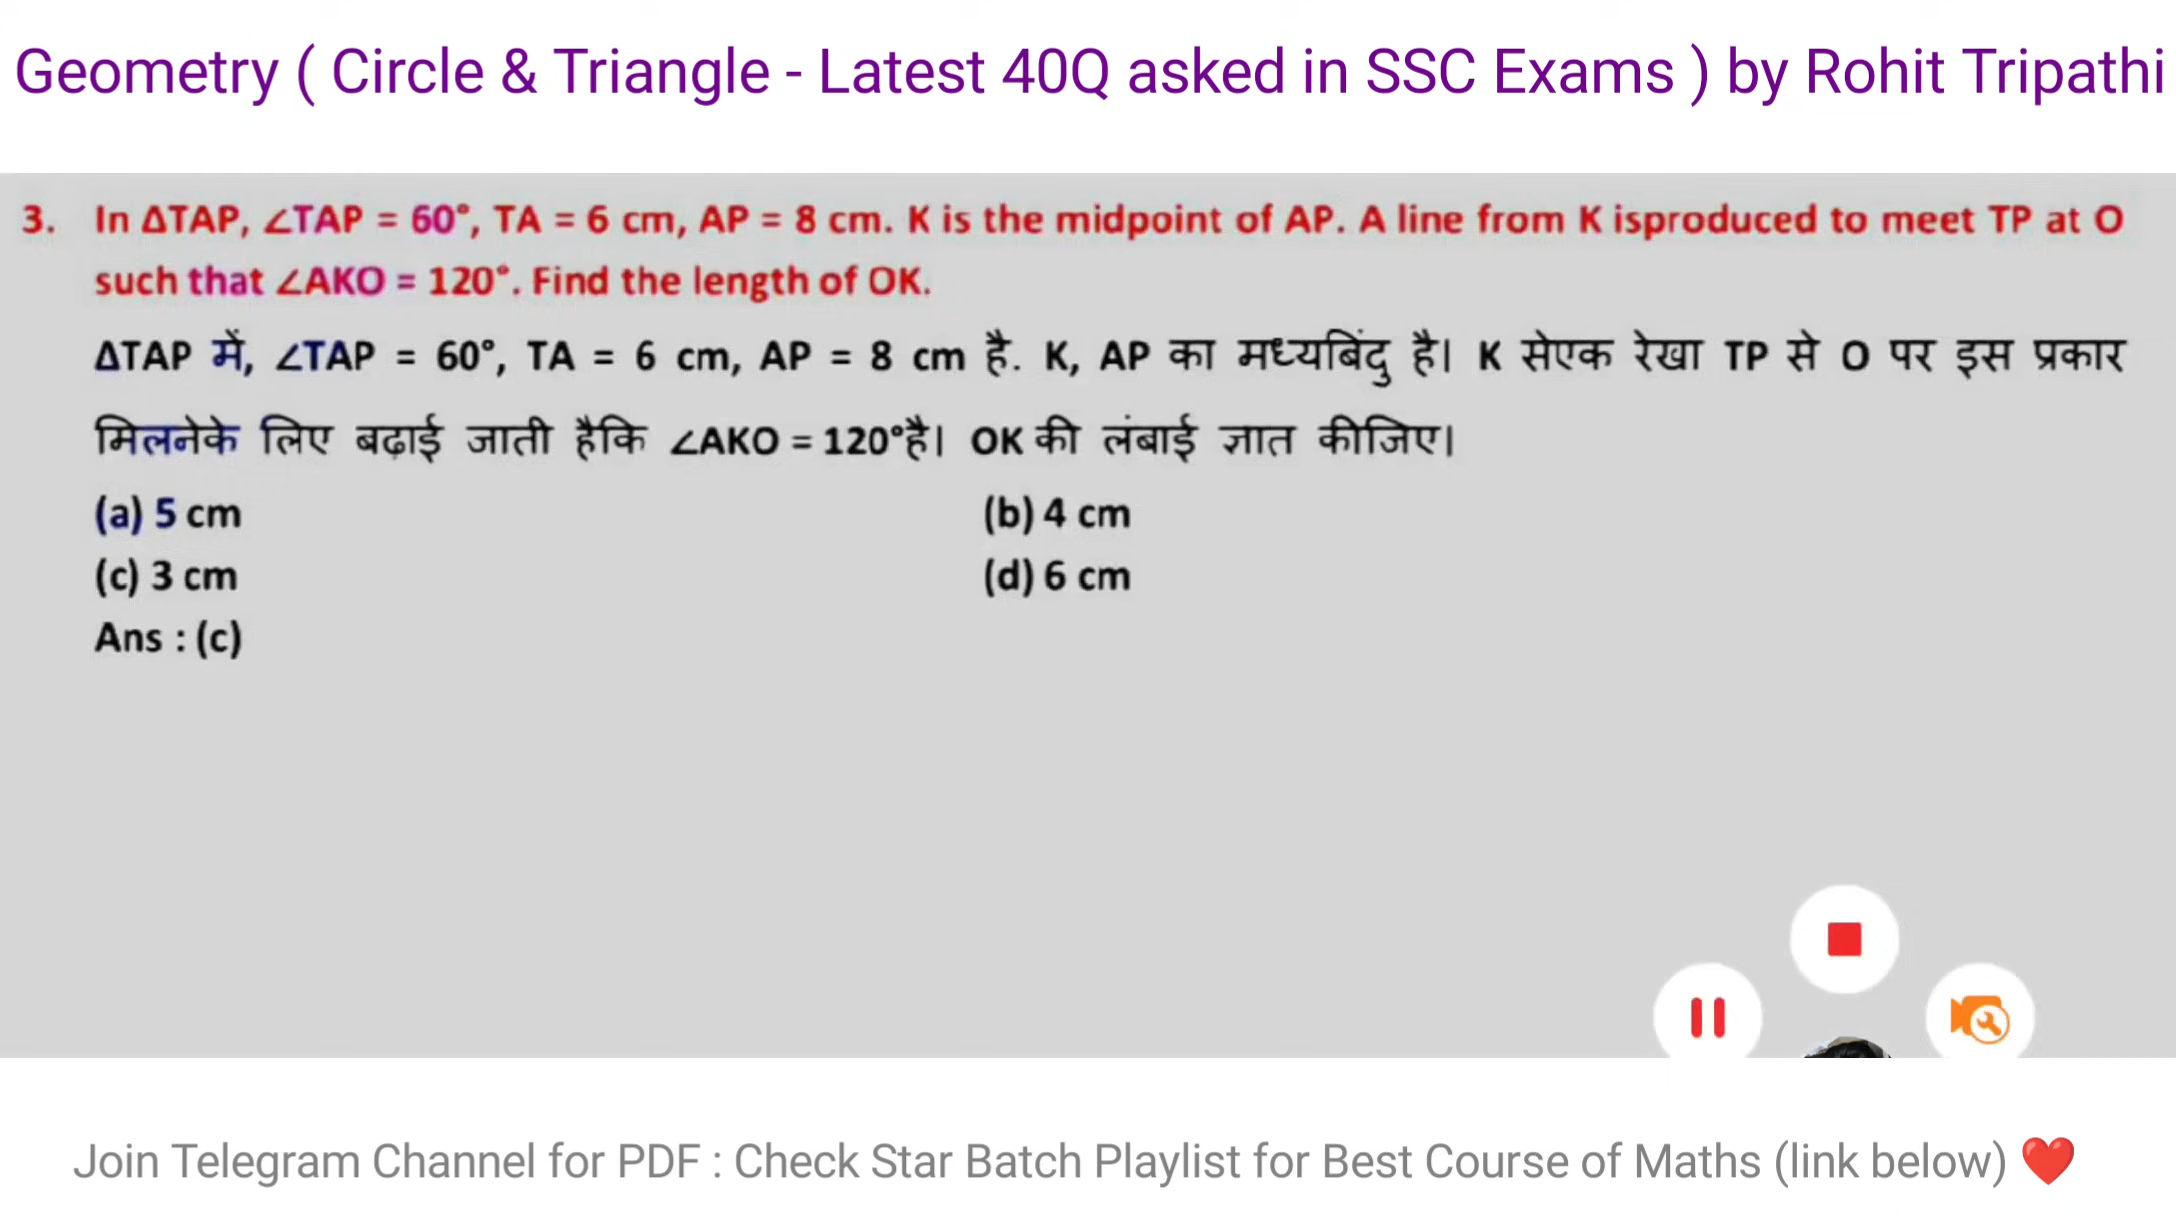 Geometry ( Circle & Triangle - Latest 40Q asked in SSC Exams ) by Rohit Tripathi
3. In ΔTAP, ∠TAP = 60°, TA = 6 cm, AP = 8 cm. K is the midpoint of AP. A line from K isproduced to meet TP at O
such that ∠AKO = 120°. Find the length of OK.
ΔTAP में, ∠TAP = 60°, TA = 6 cm, AP = 8 cm है. K, AP का मध्यबिंदु है। K सेएक रेखा TP से O पर इस प्रकार
मिलनेके लिए बढ़ाई जाती हैकि ∠AKO = 120°है। OK की लंबाई ज्ञात कीजिए।
(a) 5 cm (b) 4 cm
(c) 3 cm (d) 6 cm
Ans : (c)
Join Telegram Channel for PDF : Check Star Batch Playlist for Best Course of Maths (link below) ❤️